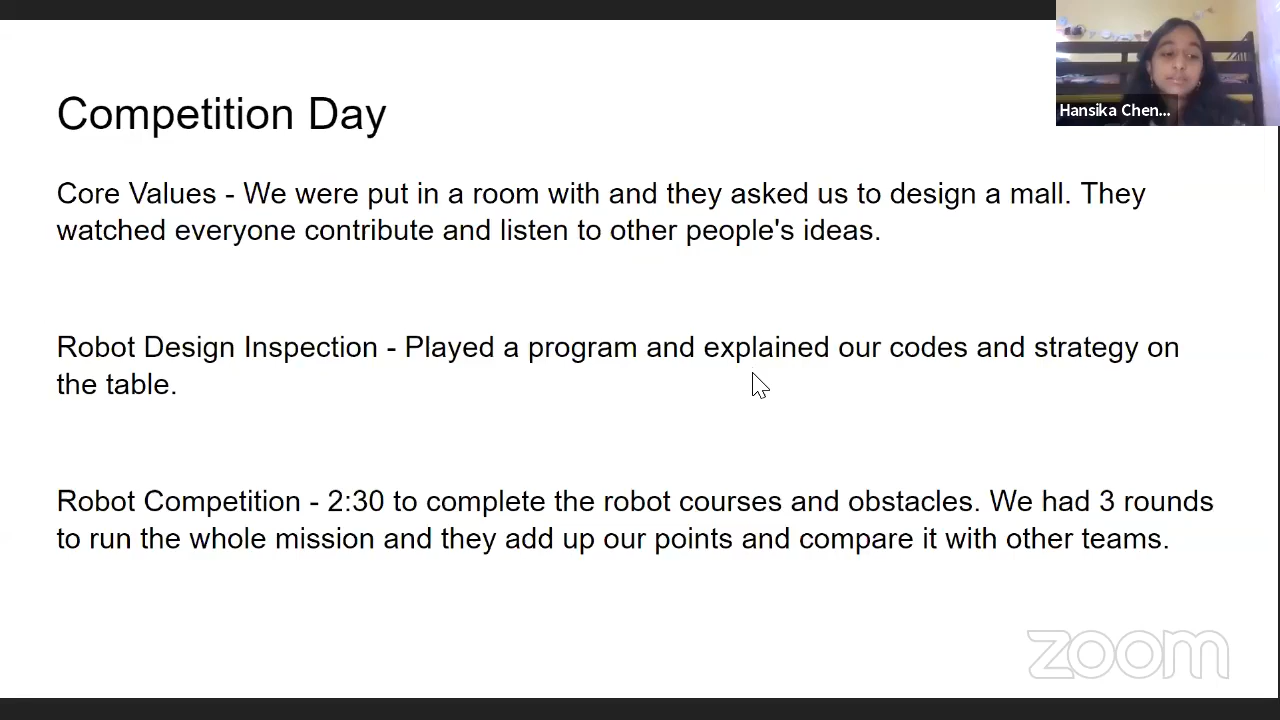 Hansika Chen...
Competition Day
Core Values - We were put in a room with and they asked us to design a mall. They
watched everyone contribute and listen to other people's ideas.
Robot Design Inspection - Played a program and explained our codes and strategy on
the table.
Robot Competition - 2:30 to complete the robot courses and obstacles. We had 3 rounds
to run the whole mission and they add up our points and compare it with other teams.
zoom